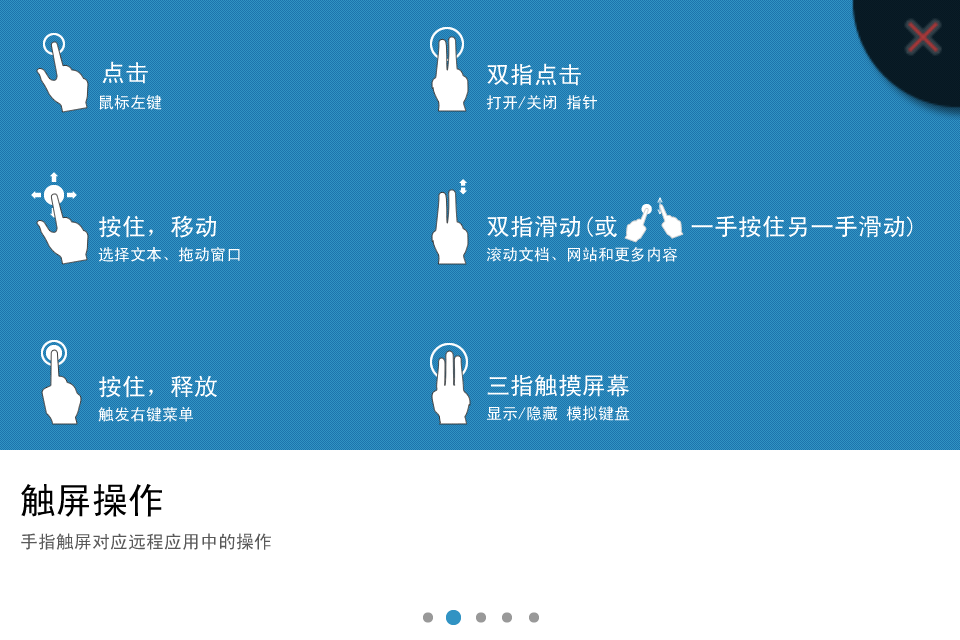 点击
鼠标左键
双指点击
打开/关闭 指针
按住，移动
选择文本、拖动窗口
双指滑动(或 一手按住另一手滑动)
滚动文档、网站和更多内容
按住，释放
触发右键菜单
三指触摸屏幕
显示/隐藏 模拟键盘
触屏操作
手指触屏对应远程应用中的操作